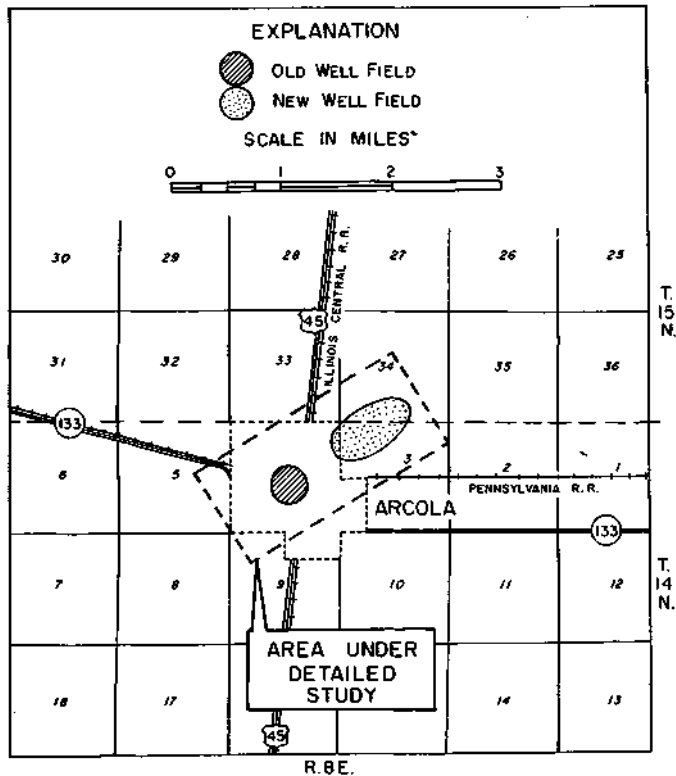 EXPLANATION
OLD WELL FIELD
NEW WELL FIELD
SCALE IN MILES
0 1 2 3
30 29 28 27 26 25
ILLINOIS CENTRAL R.R.
45
T.
15
N.
31 32 33 34 35 36
133
6 5 3 2 1
PENNSYLVANIA R.R.
ARCOLA
133
7 8 9 10 11 12
T.
14
N.
AREA UNDER
DETAILED
STUDY
18 17 14 13
45
R.8E.